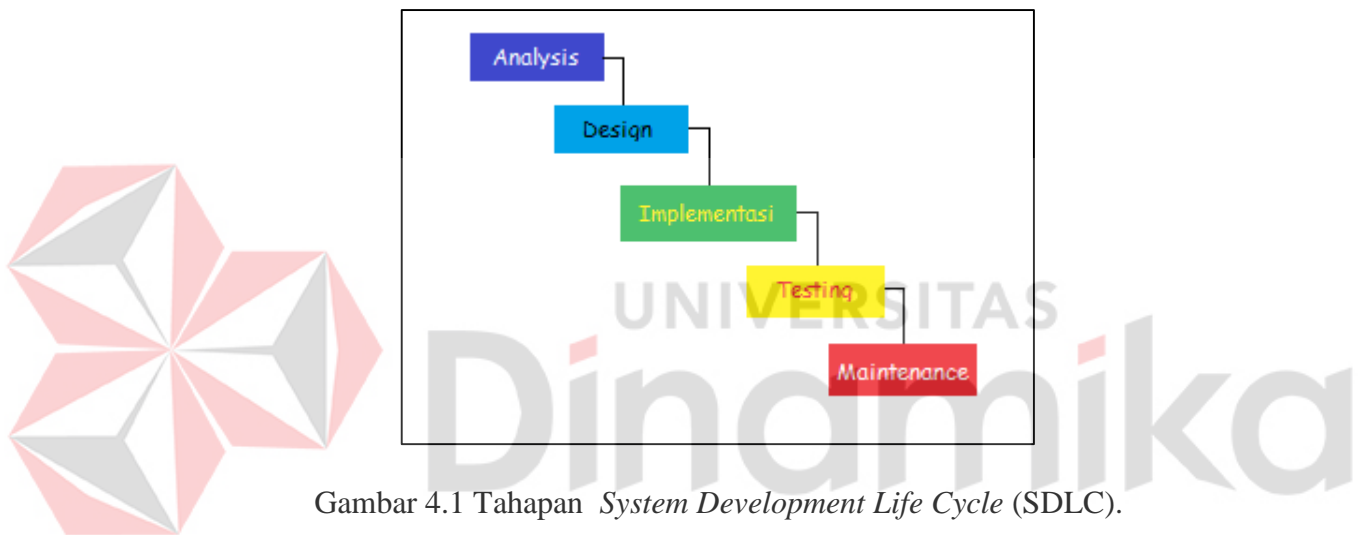 Analysis
Design
Implementasi
Testing
Maintenance
UNIVERSITAS
Dinamika
Gambar 4.1 Tahapan System Development Life Cycle (SDLC).